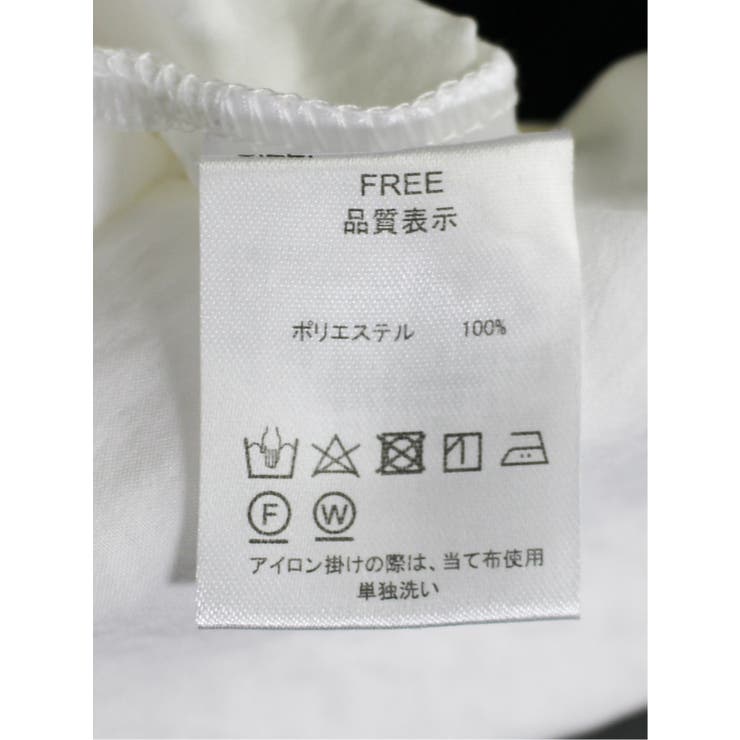 FREE
品質表示
ポリエステル 100%
F W
アイロン掛けの際は、当て布使用
単独洗い